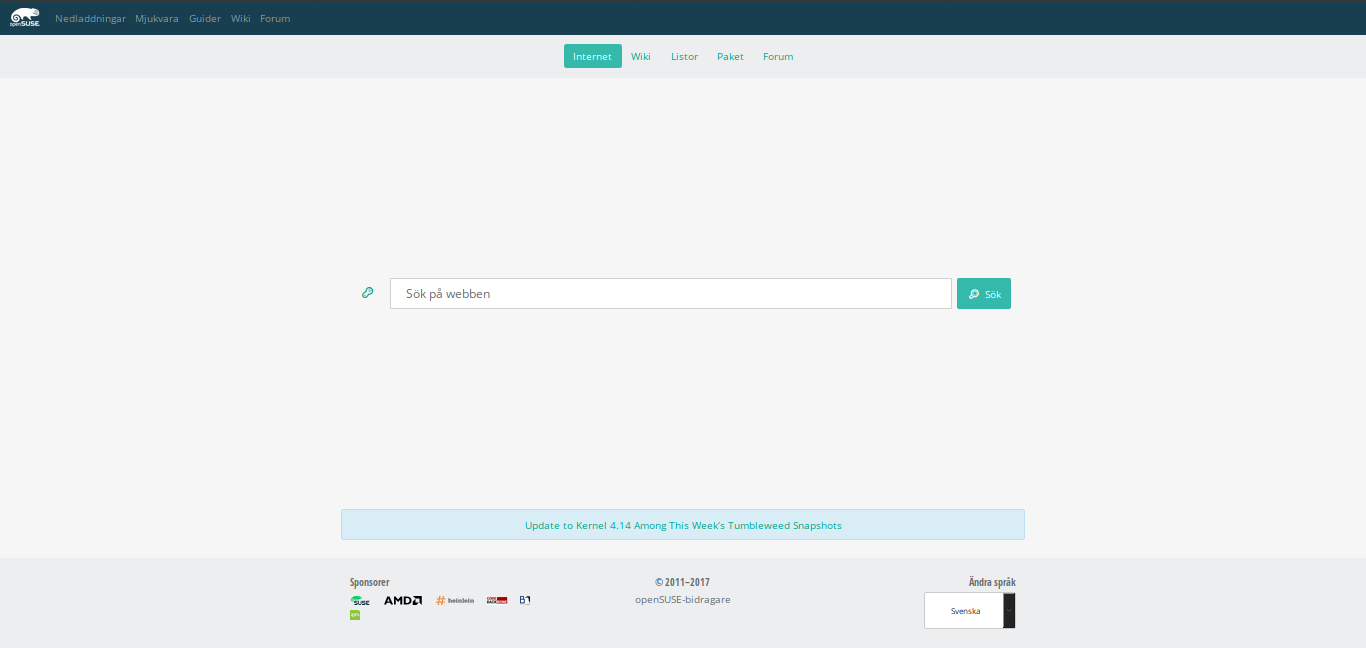 openSUSE
Nedladdningar Mjukvara Guider Wiki Forum
Internet Wiki Listor Paket Forum
Sök på webben
Sök
Update to Kernel 4.14 Among This Week's Tumbleweed Snapshots
Sponsorer
SUSE AMD heinlein B1
© 2011–2017
openSUSE-bidragare
Ändra språk
Svenska